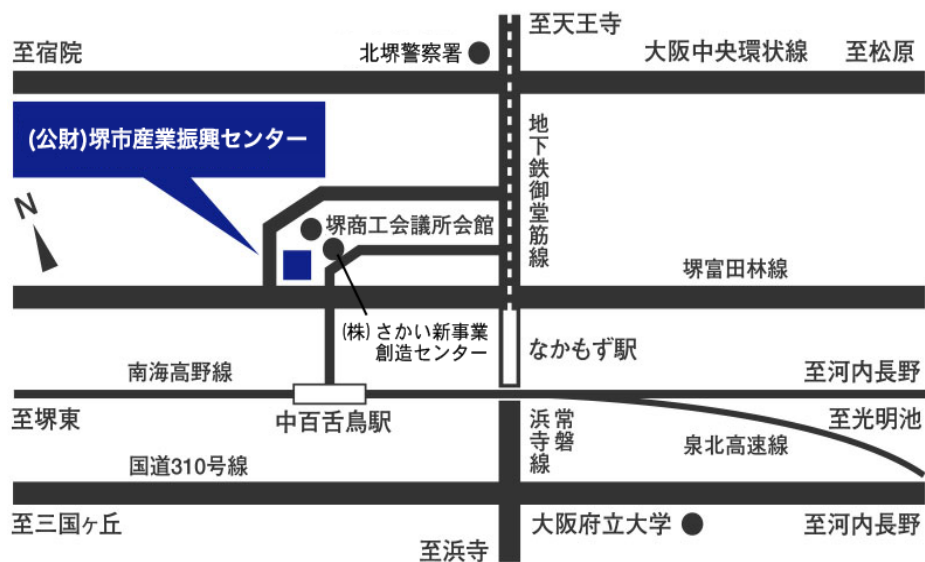 至天王寺
至宿院
北堺警察署
大阪中央環状線
至松原
(公財)堺市産業振興センター
地下鉄御堂筋線
N
堺商工会議所会館
堺富田林線
(株)さかい新事業
創造センター
なかもず駅
南海高野線
至河内長野
至堺東
中百舌鳥駅
常磐
浜寺線
至光明池
泉北高速線
国道310号線
至三国ヶ丘
大阪府立大学
至河内長野
至浜寺